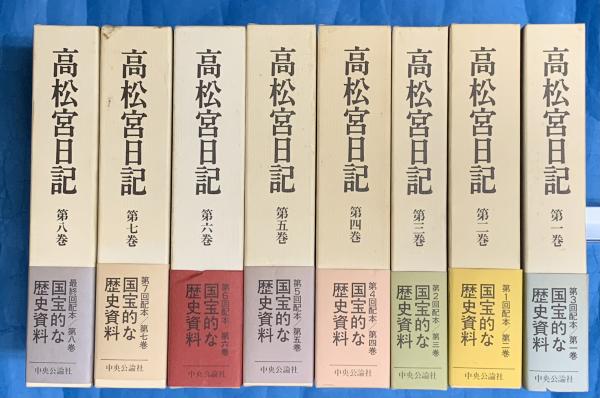 高松宮日記
第八巻
最終回配本/第八巻
国宝的な
歴史資料
中央公論社
高松宮日記
第七巻
第7回配本/第七巻
国宝的な
歴史資料
中央公論社
高松宮日記
第六巻
第6回配本/第六巻
国宝的な
歴史資料
中央公論社
高松宮日記
第五巻
第5回配本/第五巻
国宝的な
歴史資料
中央公論社
高松宮日記
第四巻
第4回配本/第四巻
国宝的な
歴史資料
中央公論社
高松宮日記
第三巻
第2回配本/第三巻
国宝的な
歴史資料
中央公論社
高松宮日記
第二巻
第1回配本/第二巻
国宝的な
歴史資料
中央公論社
高松宮日記
第一巻
第3回配本/第一巻
国宝的な
歴史資料
中央公論社